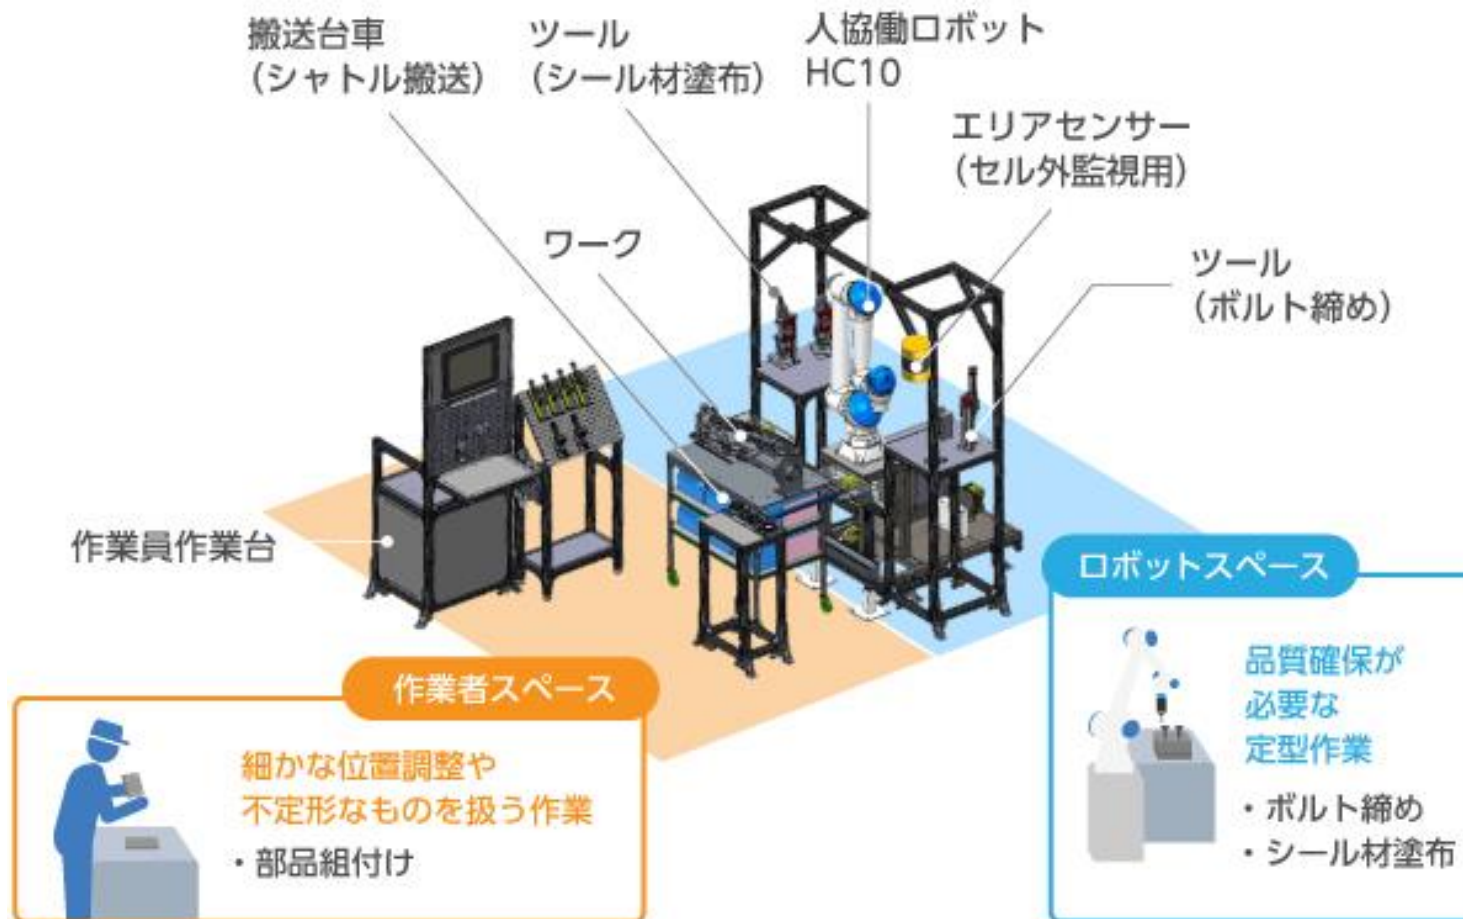 搬送台車
（シャトル搬送）
ツール
（シール材塗布）
人協働ロボット
HC10
エリアセンサー
（セル外監視用）
ワーク
ツール
（ボルト締め）
作業員作業台
ロボットスペース
品質確保が
必要な
定型作業
・ボルト締め
・シール材塗布
作業者スペース
細かな位置調整や
不定形なものを扱う作業
・部品組付け